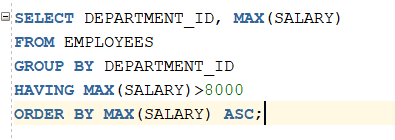 SELECT DEPARTMENT_ID, MAX(SALARY)
FROM EMPLOYEES
GROUP BY DEPARTMENT_ID
HAVING MAX(SALARY)>8000
ORDER BY MAX(SALARY) ASC;